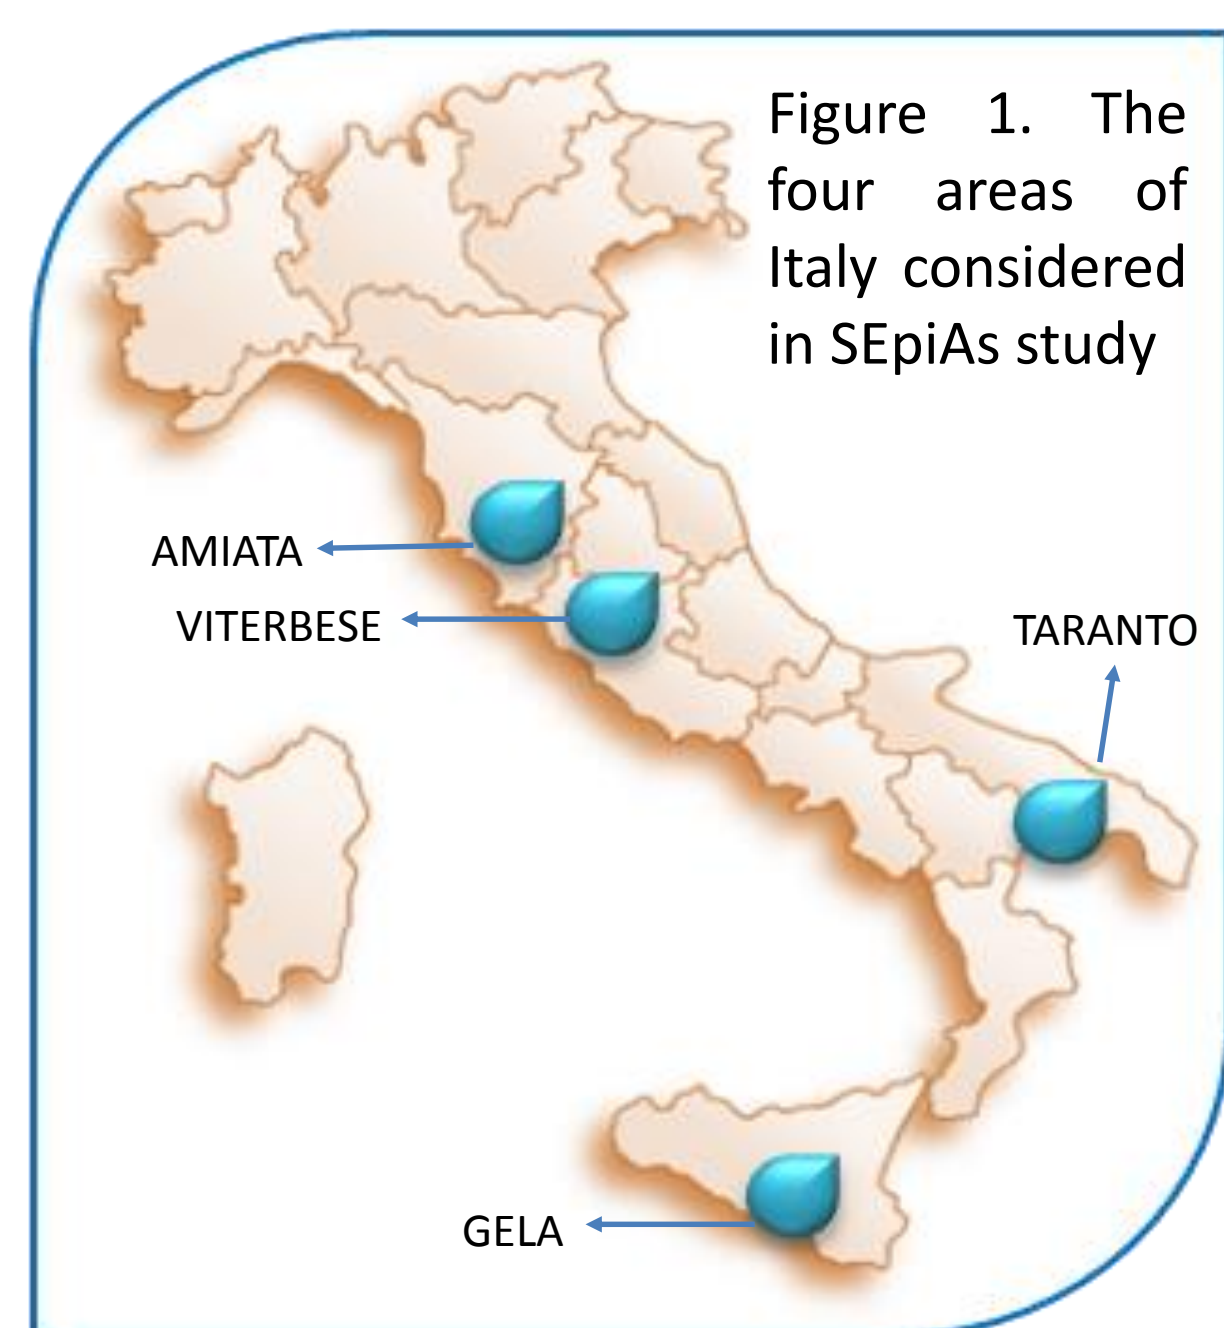 Figure 1. The
four areas of
Italy considered
in SEpiAs study
AMIATA
VITERBESE
TARANTO
GELA